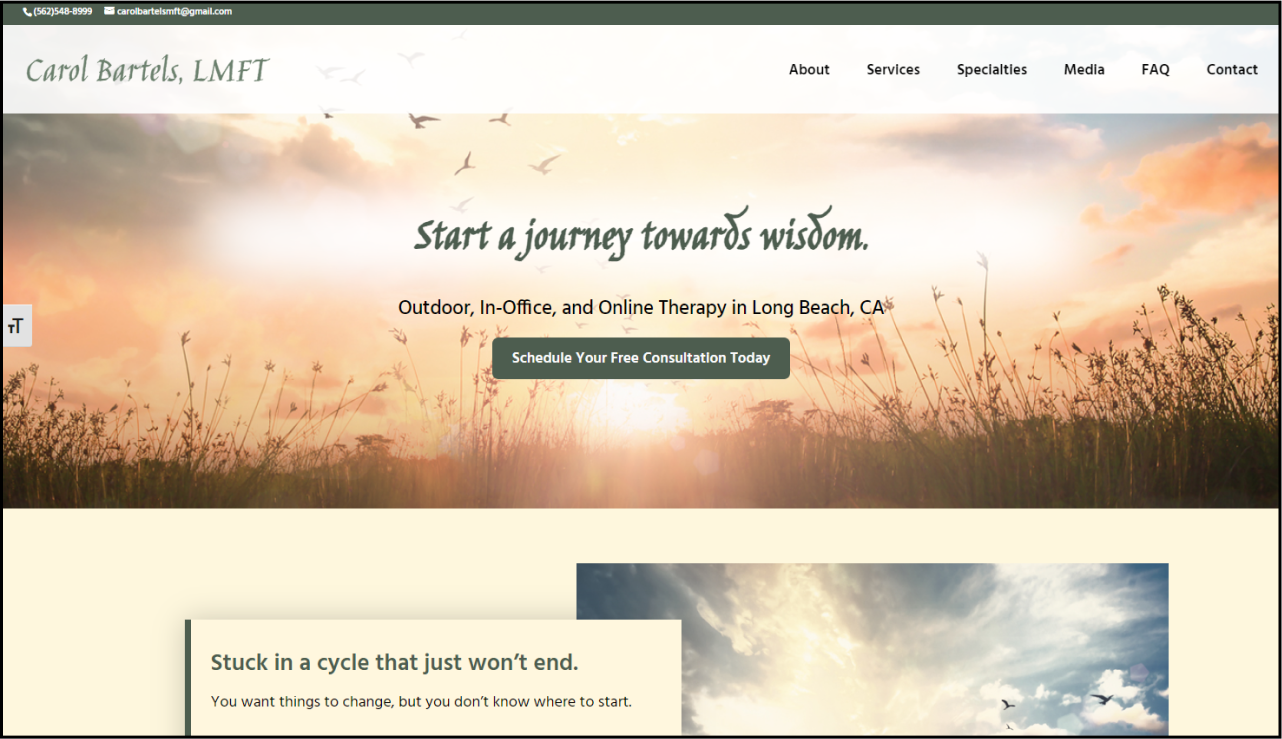 (562)548-8999 carolbartelsmft@gmail.com
Carol Bartels, LMFT
About Services Specialties Media FAQ Contact
Start a journey towards wisdom.
Outdoor, In-Office, and Online Therapy in Long Beach, CA
TT
Schedule Your Free Consultation Today
Stuck in a cycle that just won’t end.
You want things to change, but you don’t know where to start.